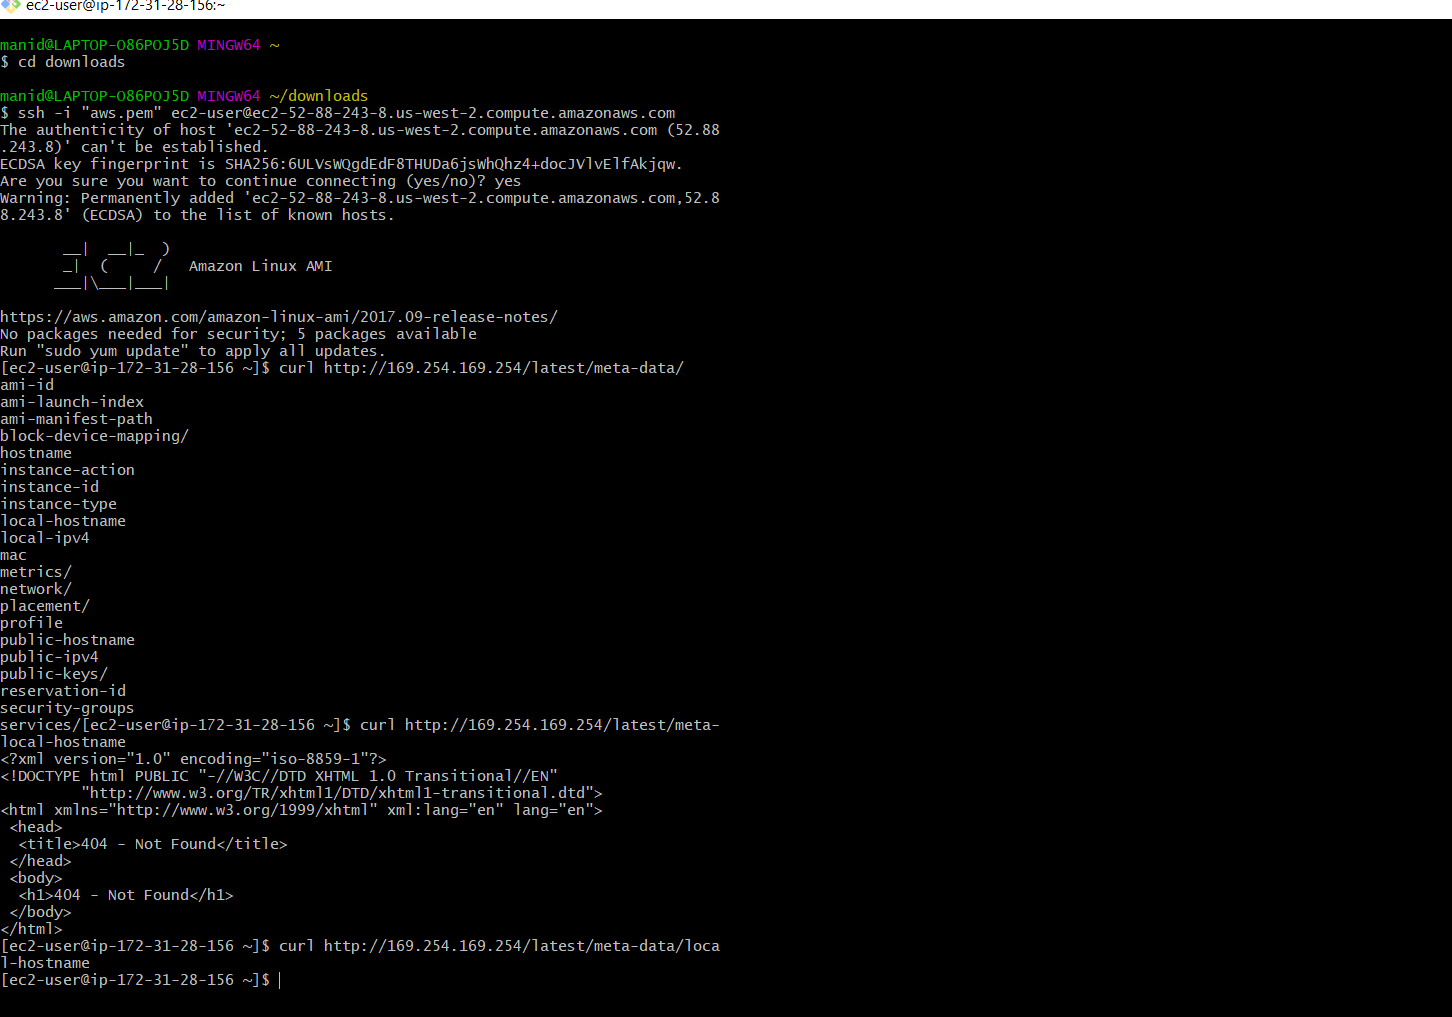 ec2-user@ip-172-31-28-156:~
manid@LAPTOP-O86POJ5D MINGW64 ~
$ cd downloads
manid@LAPTOP-O86POJ5D MINGW64 ~/downloads
$ ssh -i "aws.pem" ec2-user@ec2-52-88-243-8.us-west-2.compute.amazonaws.com
The authenticity of host 'ec2-52-88-243-8.us-west-2.compute.amazonaws.com (52.88
.243.8)' can't be established.
ECDSA key fingerprint is SHA256:6ULVsWQgdEdF8THUDa6jsWhQhz4+docJVlvElfAkjqw.
Are you sure you want to continue connecting (yes/no)? yes
Warning: Permanently added 'ec2-52-88-243-8.us-west-2.compute.amazonaws.com,52.8
8.243.8' (ECDSA) to the list of known hosts.
       __|  __|_  )
       _|  (     /   Amazon Linux AMI
      ___|\___|___|
https://aws.amazon.com/amazon-linux-ami/2017.09-release-notes/
No packages needed for security; 5 packages available
Run "sudo yum update" to apply all updates.
[ec2-user@ip-172-31-28-156 ~]$ curl http://169.254.169.254/latest/meta-data/
ami-id
ami-launch-index
ami-manifest-path
block-device-mapping/
hostname
instance-action
instance-id
instance-type
local-hostname
local-ipv4
mac
metrics/
network/
placement/
profile
public-hostname
public-ipv4
public-keys/
reservation-id
security-groups
services/[ec2-user@ip-172-31-28-156 ~]$ curl http://169.254.169.254/latest/meta-
local-hostname
<?xml version="1.0" encoding="iso-8859-1"?>
<!DOCTYPE html PUBLIC "-//W3C//DTD XHTML 1.0 Transitional//EN"
         "http://www.w3.org/TR/xhtml1/DTD/xhtml1-transitional.dtd">
<html xmlns="http://www.w3.org/1999/xhtml" xml:lang="en" lang="en">
 <head>
  <title>404 - Not Found</title>
 </head>
 <body>
  <h1>404 - Not Found</h1>
 </body>
</html>
[ec2-user@ip-172-31-28-156 ~]$ curl http://169.254.169.254/latest/meta-data/loca
l-hostname
[ec2-user@ip-172-31-28-156 ~]$